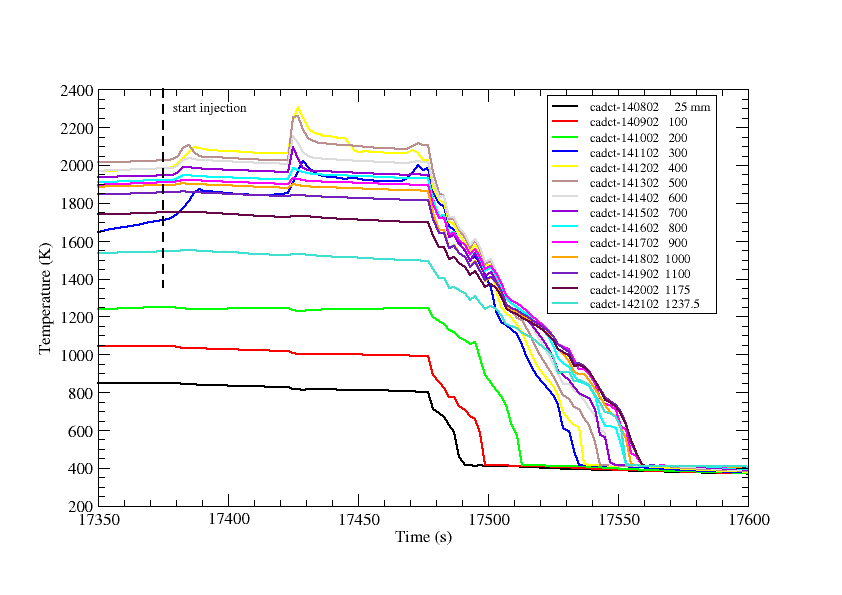 2400
2200
2000
1800
1600
1400
1200
1000
800
600
400
200
Temperature (K)
start injection
cadct-140802 25 mm
cadct-140902 100
cadct-141002 200
cadct-141102 300
cadct-141202 400
cadct-141302 500
cadct-141402 600
cadct-141502 700
cadct-141602 800
cadct-141702 900
cadct-141802 1000
cadct-141902 1100
cadct-142002 1175
cadct-142102 1237.5
17350 17400 17450 17500 17550 17600
Time (s)